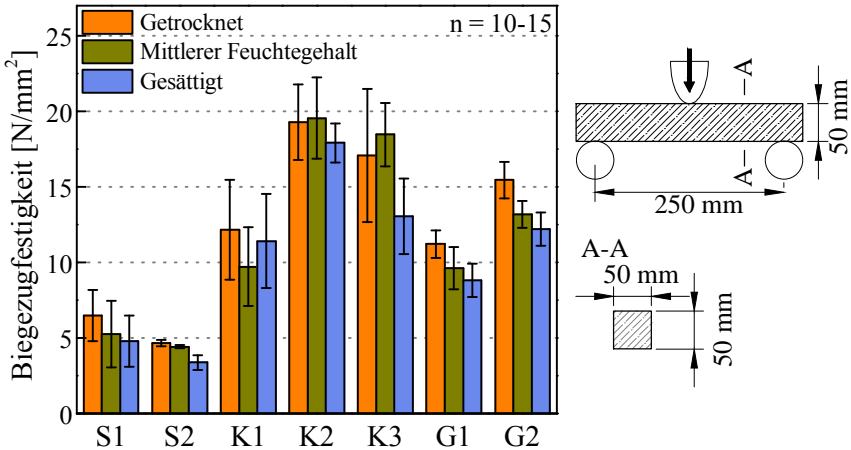 Biegezugfestigkeit [N/mm²]
25
20
15
10
5
0
Getrocknet
Mittlerer Feuchtegehalt
Gesättigt
n = 10-15
S1 S2 K1 K2 K3 G1 G2
A
A
50 mm
250 mm
A-A
50 mm
50 mm